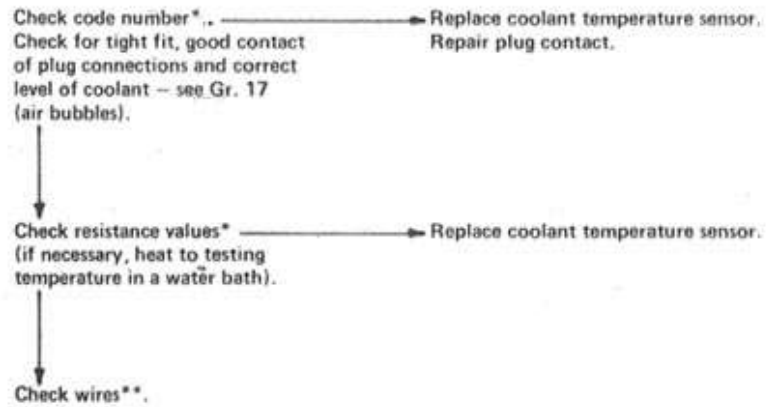 Check code number*.. Replace coolant temperature sensor.
Check for tight fit, good contact Repair plug contact.
of plug connections and correct
level of coolant — see Gr. 17
(air bubbles).
Check resistance values* Replace coolant temperature sensor.
(if necessary, heat to testing
temperature in a water bath).
Check wires**.